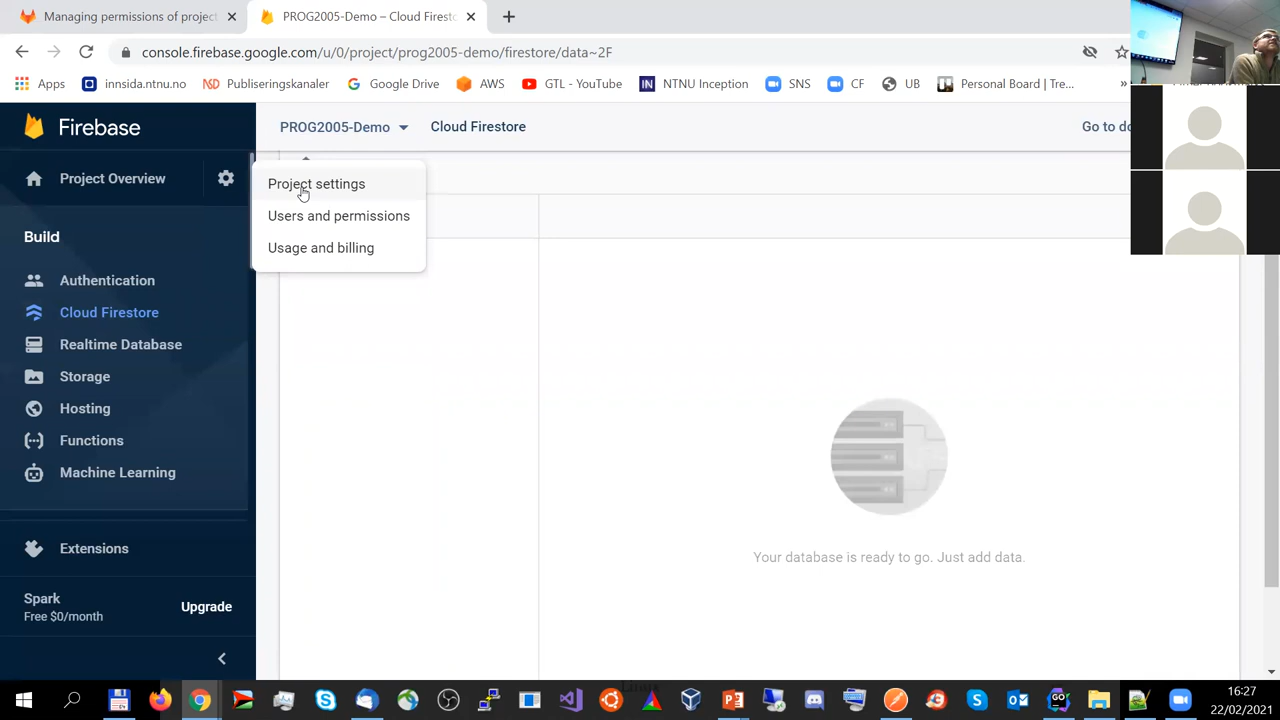 Managing permissions of project
PROG2005-Demo – Cloud Firesto
console.firebase.google.com/u/0/project/prog2005-demo/firestore/data~2F
Apps
innsida.ntnu.no
Publiseringskanaler
Google Drive
AWS
GTL - YouTube
NTNU Inception
SNS
CF
UB
Personal Board | Tre...
»
Firebase
PROG2005-Demo
Cloud Firestore
Go to do
Project Overview
Project settings
Users and permissions
Usage and billing
Build
Authentication
Cloud Firestore
Realtime Database
Storage
Hosting
Functions
Machine Learning
Extensions
Spark
Free $0/month
Upgrade
Your database is ready to go. Just add data.
16:27
22/02/2021